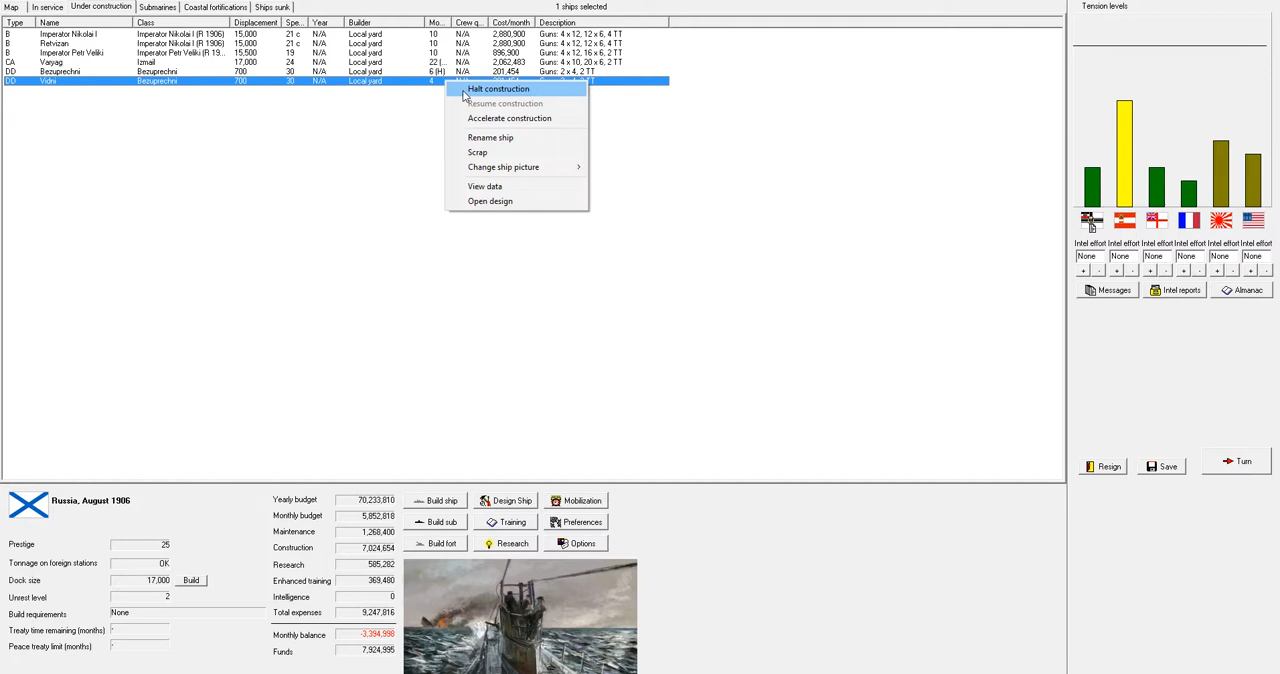 Map In service Under construction Submarines Coastal fortifications Ships sunk 1 ships selected Tension levels
Type Name Class Displacement Spe... Year Builder Mo... Crew q... Cost/month Description
B Imperator Nikolai I Imperator Nikolai I (R 1906) 15,000 21 c N/A Local yard 10 N/A 2,880,900 Guns: 4 x 12, 12 x 6, 4 TT
B Retvizan Imperator Nikolai I (R 1906) 15,000 21 c N/A Local yard 10 N/A 2,880,900 Guns: 4 x 12, 12 x 6, 4 TT
B Imperator Petr Veliki Imperator Petr Veliki (R 19... 15,500 19 N/A Local yard 10 N/A 896,900 Guns: 4 x 12, 12 x 6, 2 TT
CA Varyag Izmail 17,000 24 N/A Local yard 22 (... N/A 2,062,483 Guns: 4 x 10, 20 x 6, 2 TT
DD Bezuprechni Bezuprechni 700 30 N/A Local yard 6 (H) N/A 201,454 Guns: 2 x 4, 2 TT
DD Vidni Bezuprechni 700 30 N/A Local yard 4
Halt construction
Resume construction
Accelerate construction
Rename ship
Scrap
Change ship picture
View data
Open design
Intel effort Intel effort Intel effort Intel effort Intel effort Intel effort
None None None None None None
+ - + - + - + - + - + -
Messages Intel reports Almanac
Resign Save Turn
Russia, August 1906
Prestige 25
Tonnage on foreign stations OK
Dock size 17,000 Build
Unrest level 2
Build requirements None
Treaty time remaining (months) -
Peace treaty limit (months) -
Yearly budget 70,233,810
Monthly budget 5,852,818
Maintenance 1,268,400
Construction 7,024,654
Research 585,282
Enhanced training 369,480
Intelligence 0
Total expenses 9,247,816
Monthly balance -3,394,998
Funds 7,924,995
Build ship Design Ship Mobilization
Build sub Training Preferences
Build fort Research Options